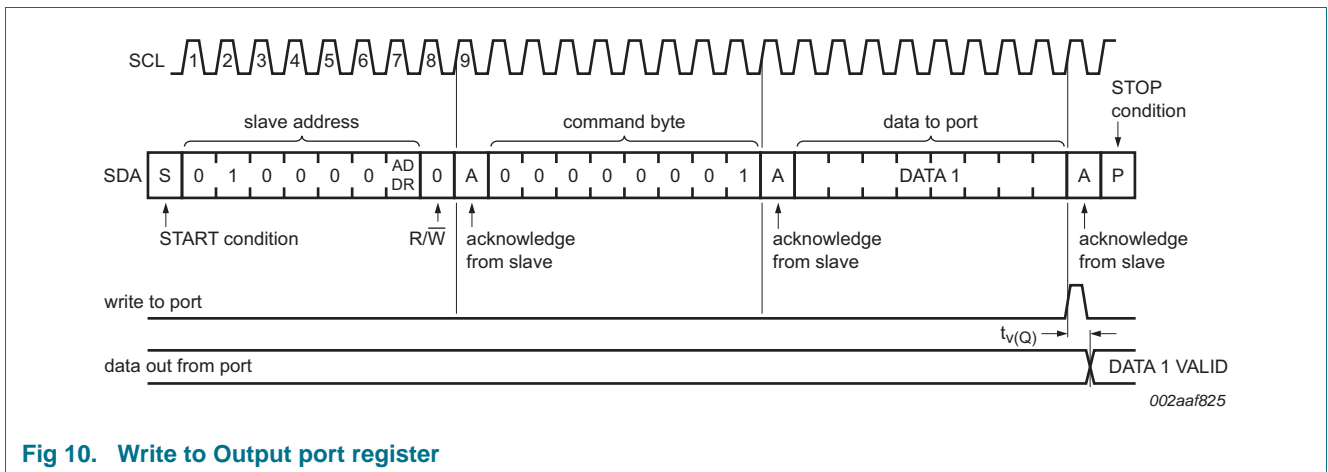 SCL 1 2 3 4 5 6 7 8 9
STOP
condition
slave address command byte data to port
SDA S 0 1 0 0 0 0 AD DR 0 A 0 0 0 0 0 0 0 1 A DATA 1 A P
START condition R/W̅ acknowledge from slave acknowledge from slave acknowledge from slave
write to port
tv(Q)
data out from port DATA 1 VALID
002aaf825
Fig 10. Write to Output port register